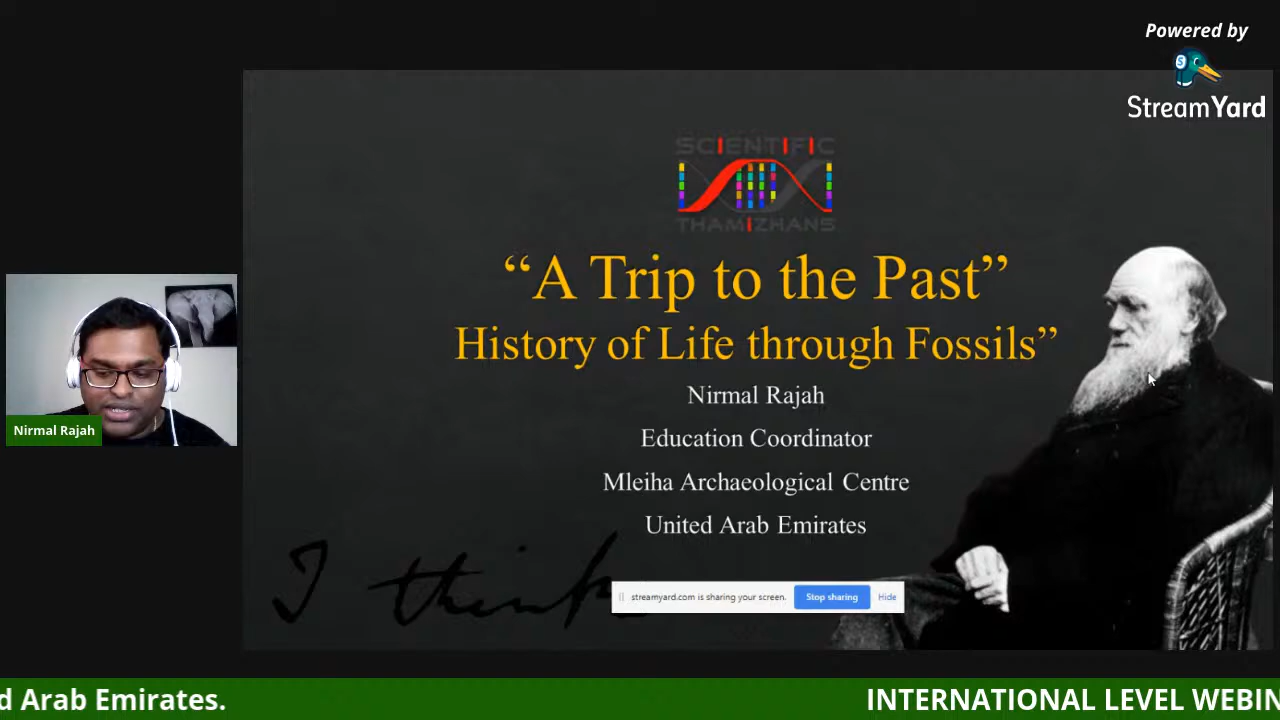 Powered by
StreamYard
SCIENTIFIC
THAMiZHANS
“A Trip to the Past”
History of Life through Fossils”
Nirmal Rajah
Education Coordinator
Mleiha Archaeological Centre
United Arab Emirates
I think
streamyard.com is sharing your screen. Stop sharing Hide
Nirmal Rajah
d Arab Emirates. INTERNATIONAL LEVEL WEBIN